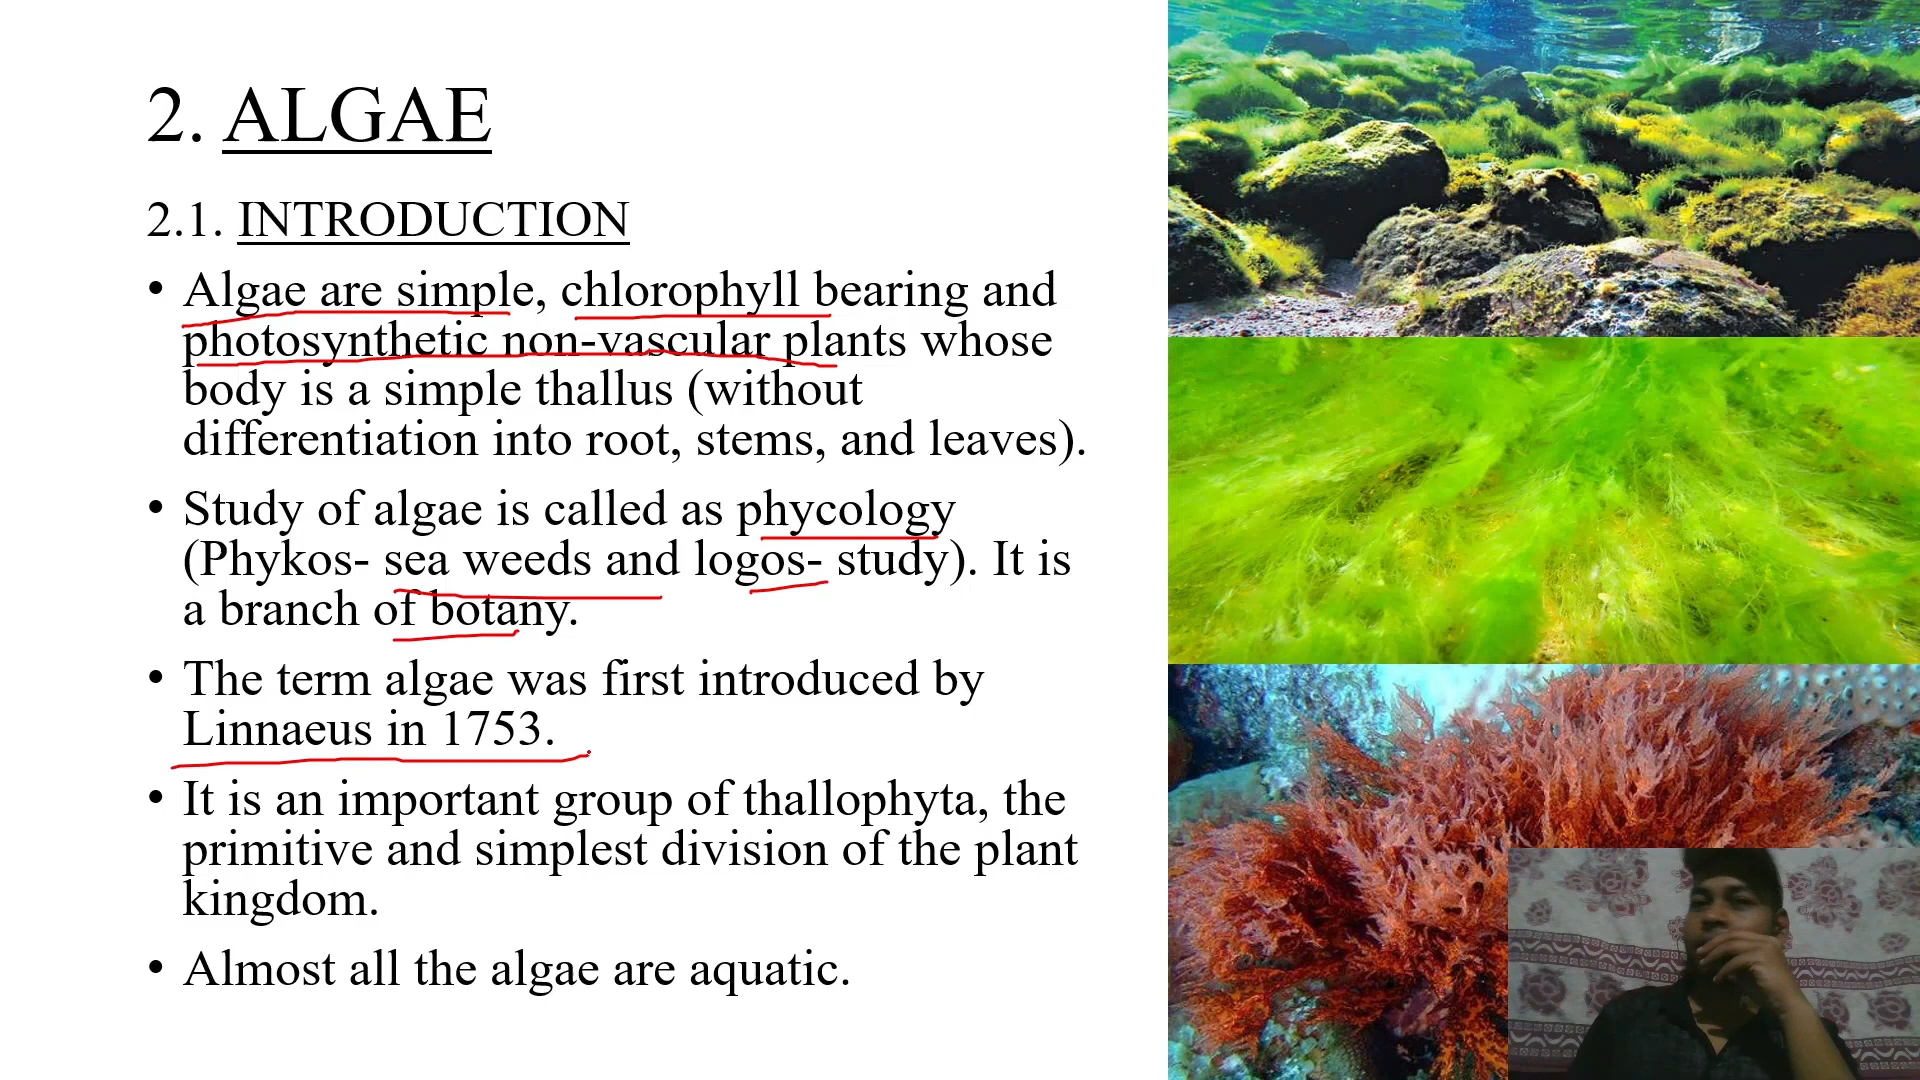 2. ALGAE
2.1. INTRODUCTION
• Algae are simple, chlorophyll bearing and
photosynthetic non-vascular plants whose
body is a simple thallus (without
differentiation into root, stems, and leaves).
• Study of algae is called as phycology
(Phykos- sea weeds and logos- study). It is
a branch of botany.
• The term algae was first introduced by
Linnaeus in 1753.
• It is an important group of thallophyta, the
primitive and simplest division of the plant
kingdom.
• Almost all the algae are aquatic.